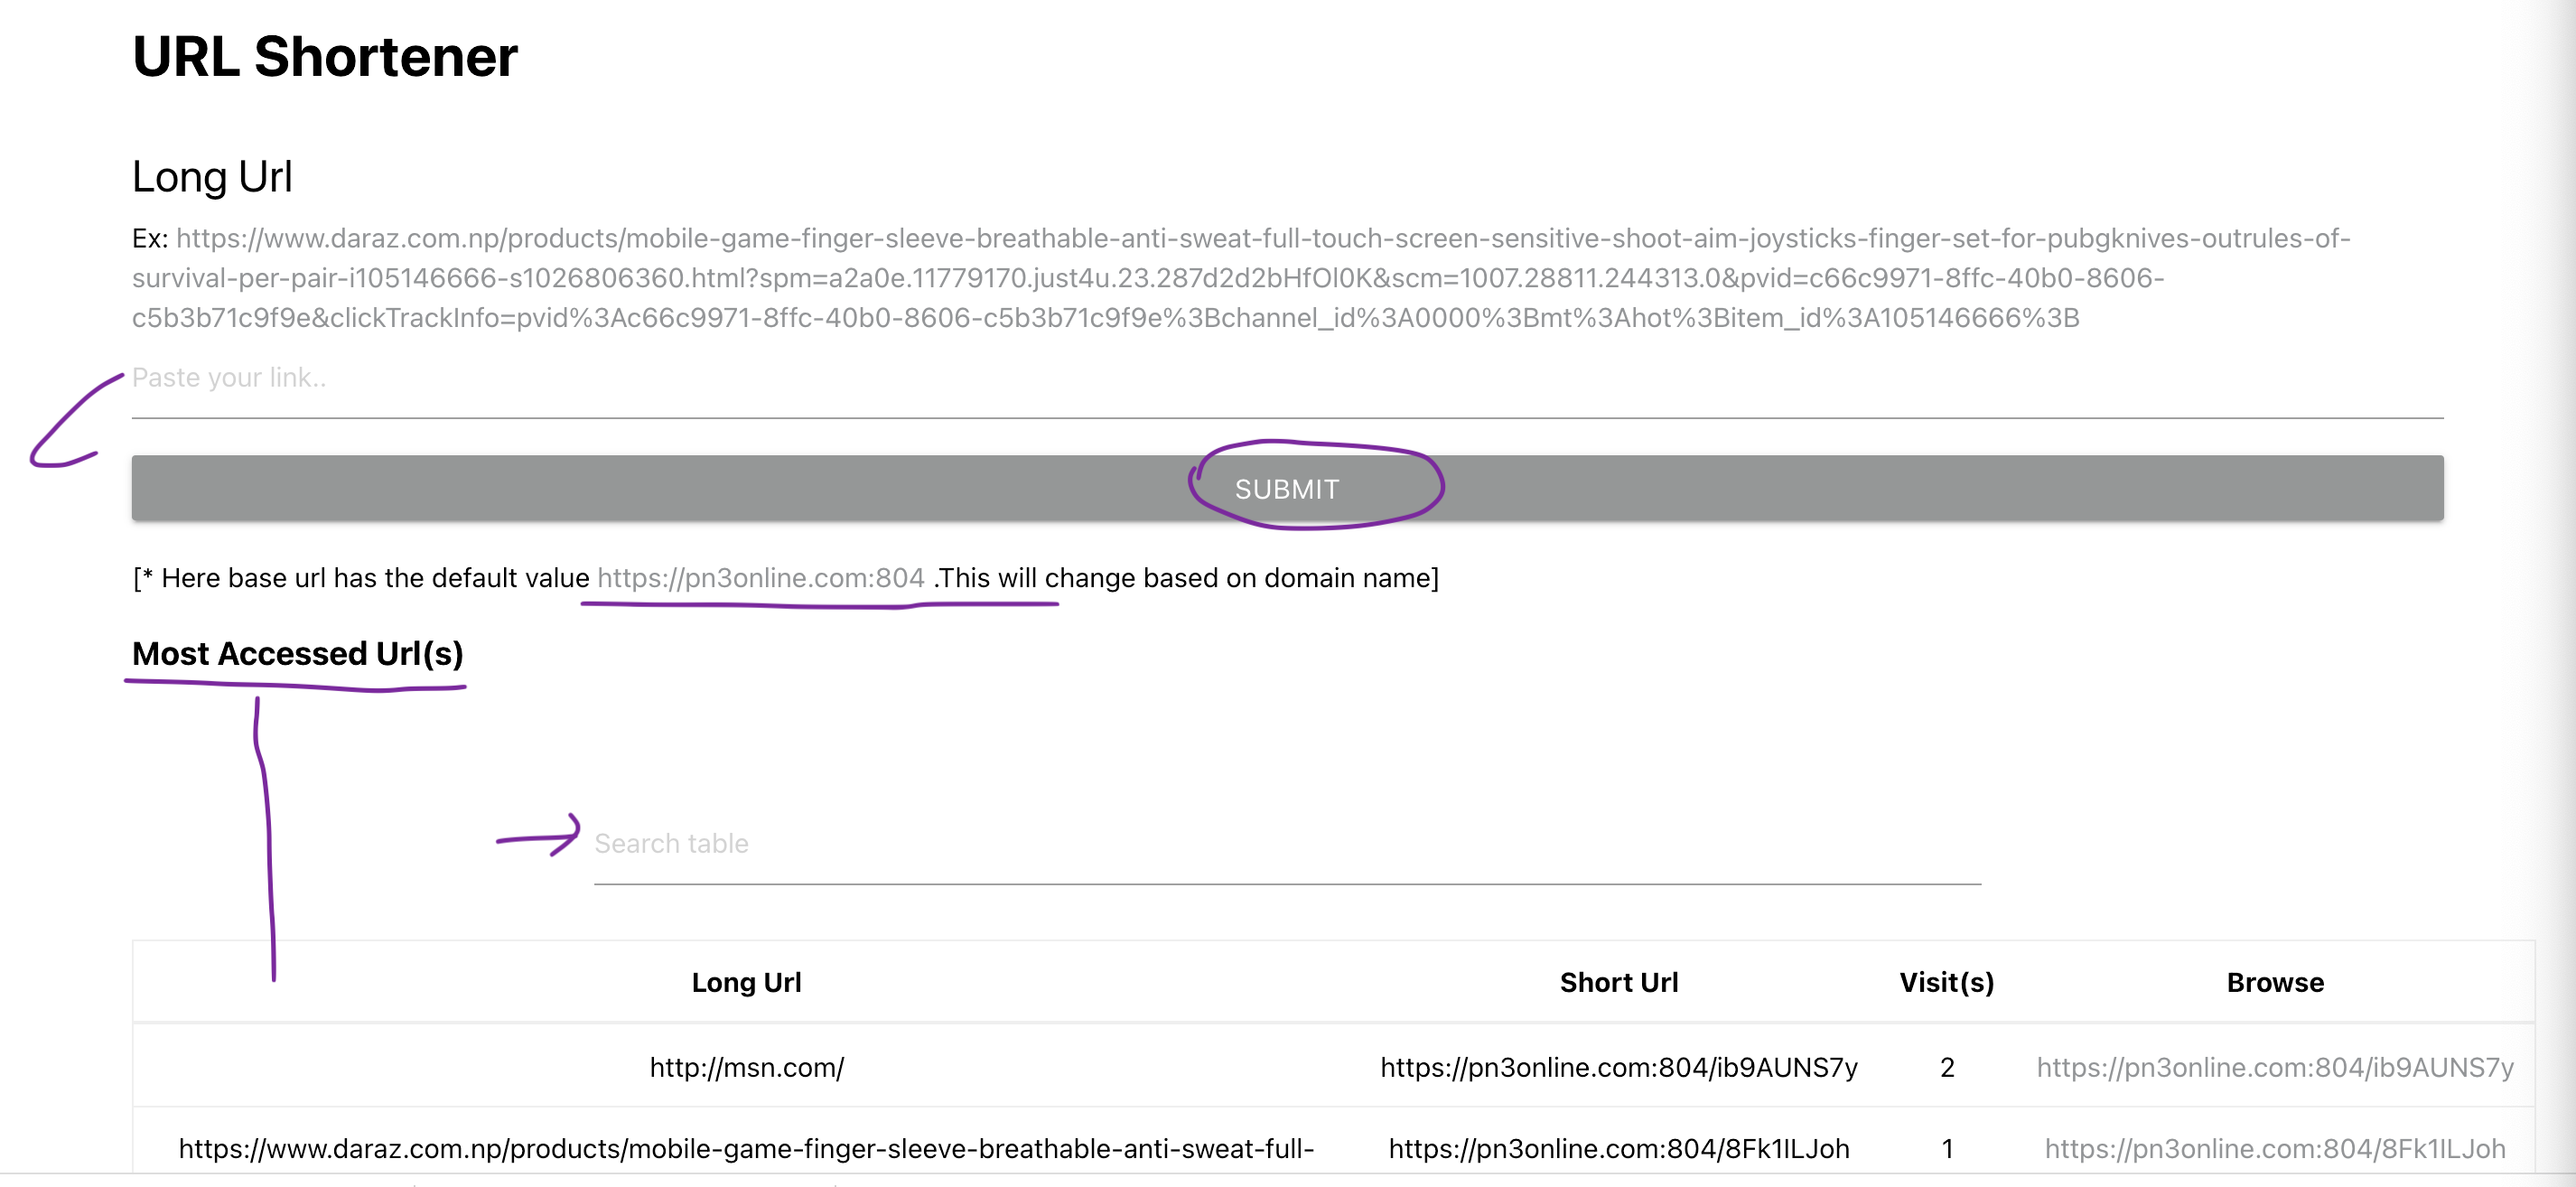 URL Shortener
Long Url
Ex: https://www.daraz.com.np/products/mobile-game-finger-sleeve-breathable-anti-sweat-full-touch-screen-sensitive-shoot-aim-joysticks-finger-set-for-pubgknives-outrules-of-
survival-per-pair-i105146666-s1026806360.html?spm=a2a0e.11779170.just4u.23.287d2d2bHfOl0K&scm=1007.28811.244313.0&pvid=c66c9971-8ffc-40b0-8606-
c5b3b71c9f9e&clickTrackInfo=pvid%3Ac66c9971-8ffc-40b0-8606-c5b3b71c9f9e%3Bchannel_id%3A0000%3Bmt%3Ahot%3Bitem_id%3A105146666%3B
Paste your link..
SUBMIT
[* Here base url has the default value https://pn3online.com:804 .This will change based on domain name]
Most Accessed Url(s)
Search table
Long Url Short Url Visit(s) Browse
http://msn.com/ https://pn3online.com:804/ib9AUNS7y 2 https://pn3online.com:804/ib9AUNS7y
https://www.daraz.com.np/products/mobile-game-finger-sleeve-breathable-anti-sweat-full- https://pn3online.com:804/8Fk1ILJoh 1 https://pn3online.com:804/8Fk1ILJoh